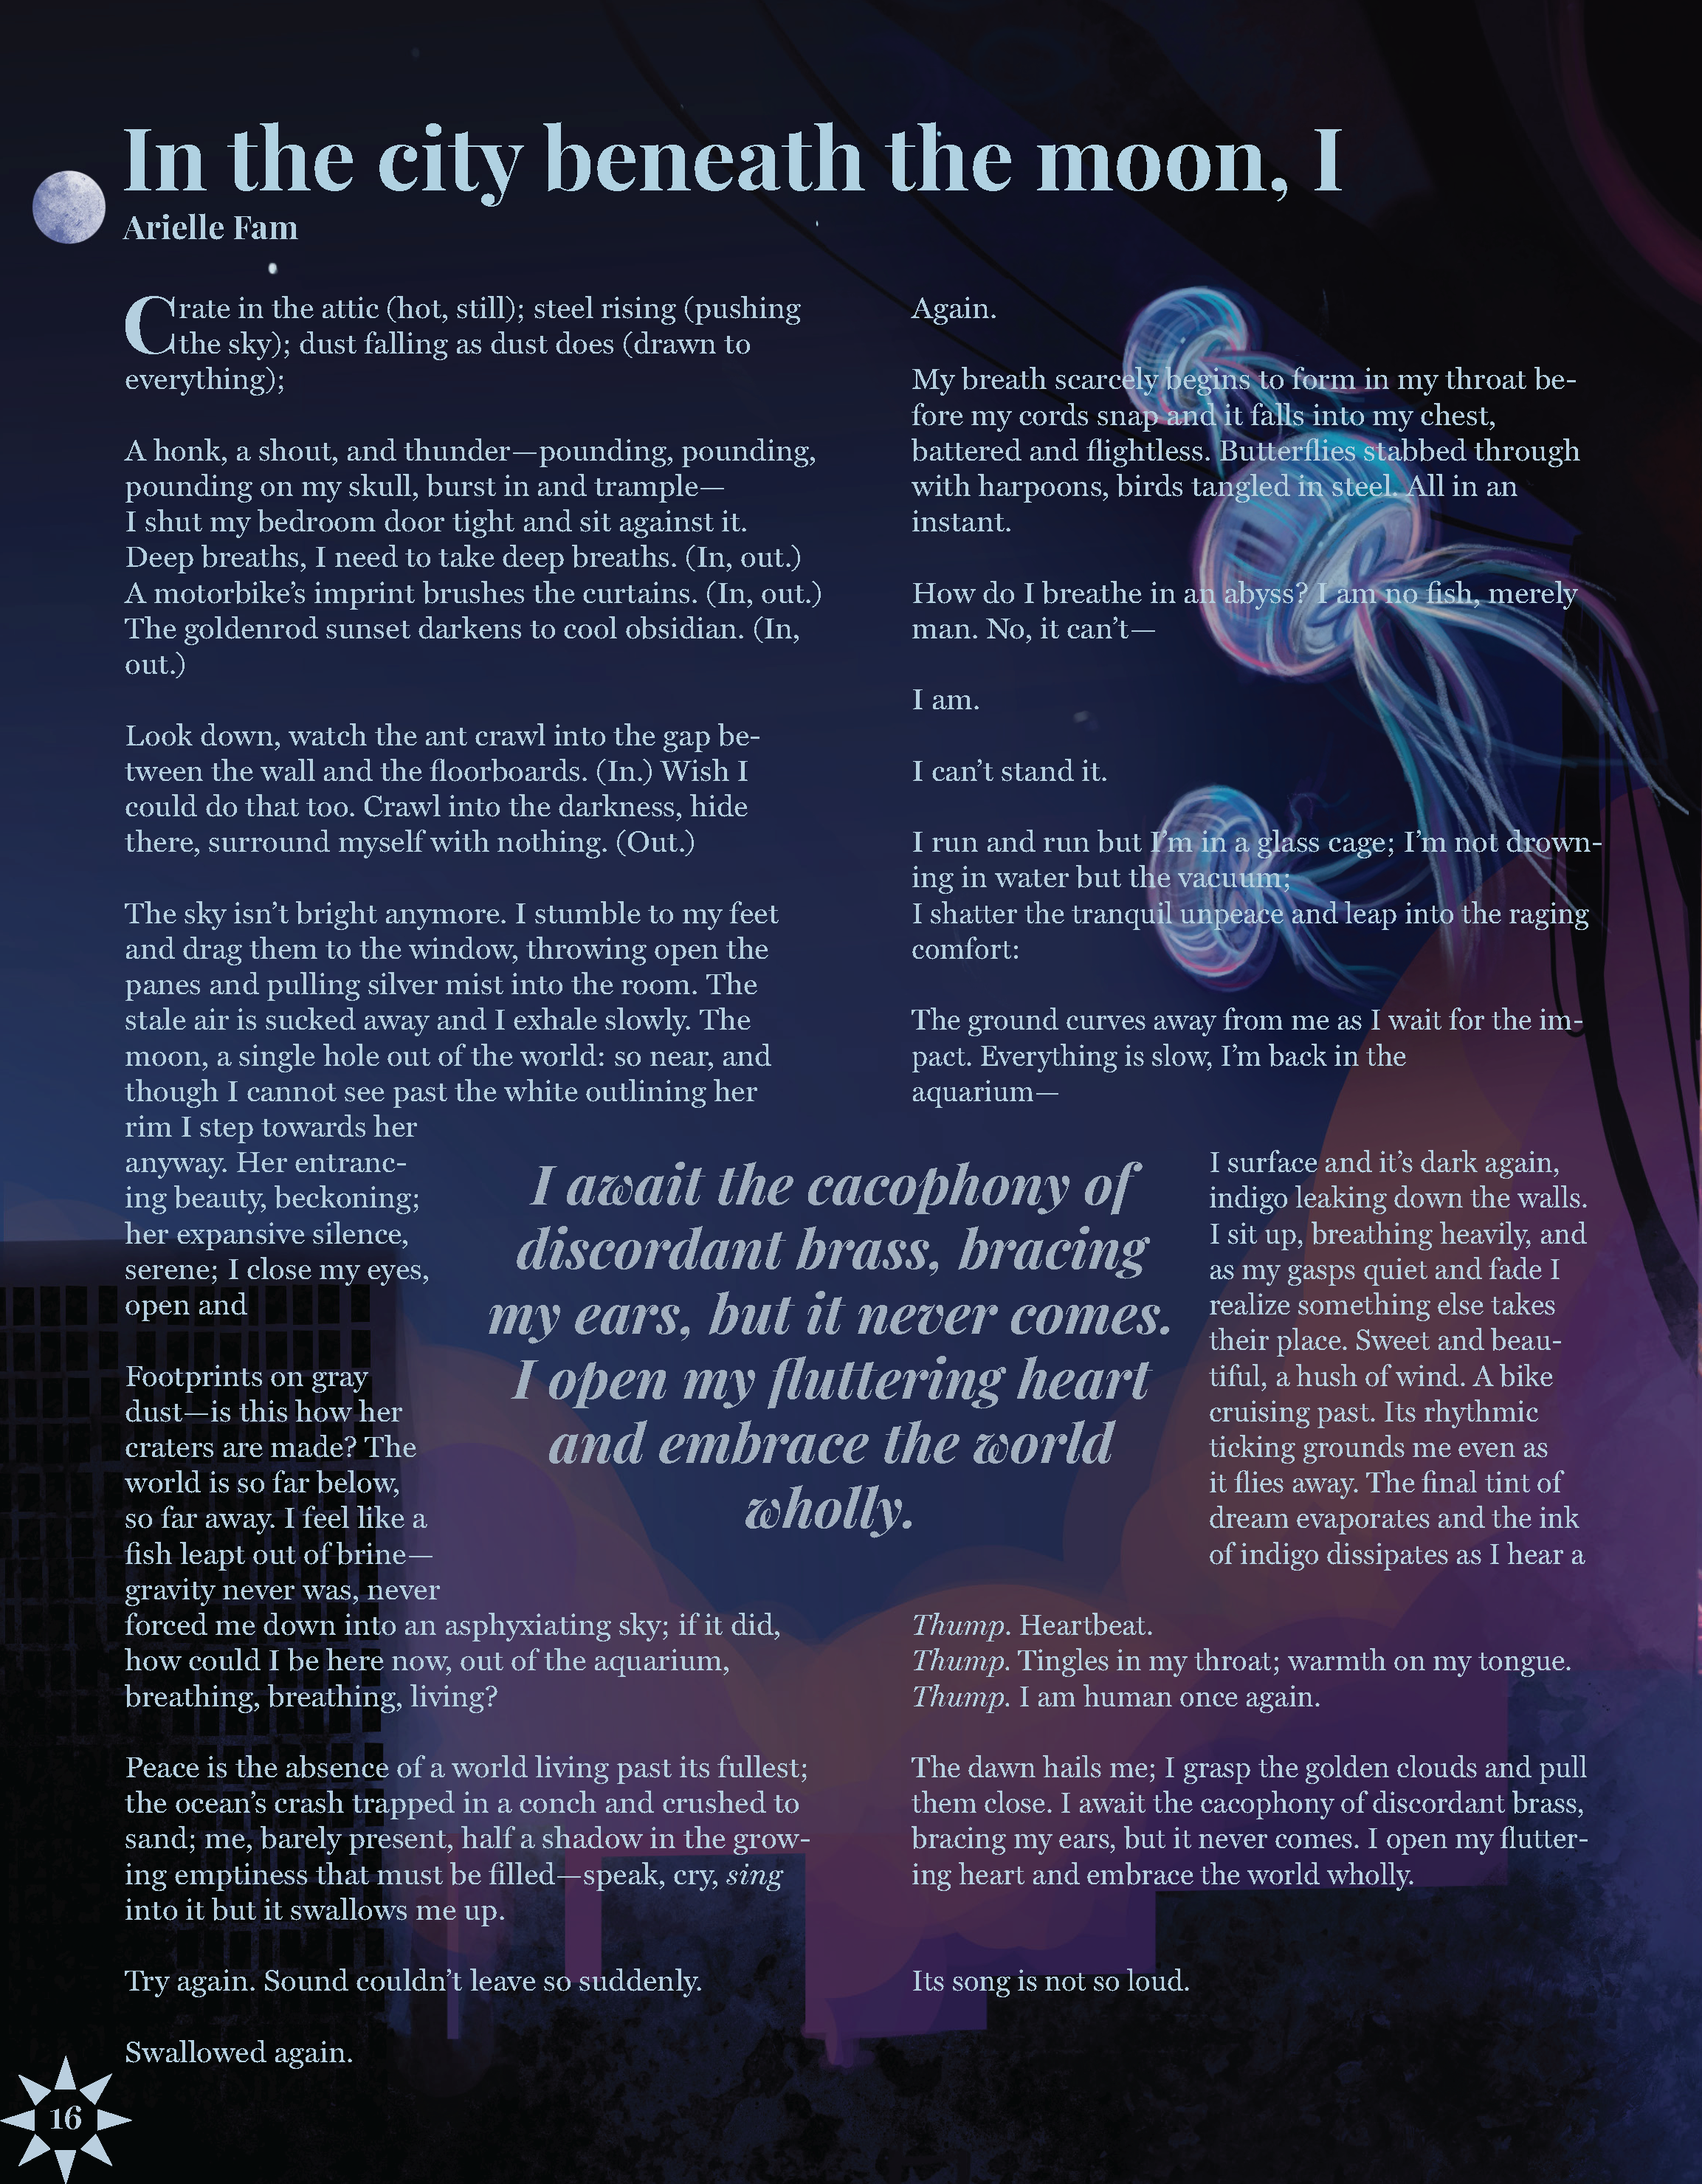 In the city beneath the moon, I
Arielle Fam
Crate in the attic (hot, still); steel rising (pushing
the sky); dust falling as dust does (drawn to
everything);
A honk, a shout, and thunder—pounding, pounding,
pounding on my skull, burst in and trample—
I shut my bedroom door tight and sit against it.
Deep breaths, I need to take deep breaths. (In, out.)
A motorbike’s imprint brushes the curtains. (In, out.)
The goldenrod sunset darkens to cool obsidian. (In,
out.)
Look down, watch the ant crawl into the gap be-
tween the wall and the floorboards. (In.) Wish I
could do that too. Crawl into the darkness, hide
there, surround myself with nothing. (Out.)
The sky isn’t bright anymore. I stumble to my feet
and drag them to the window, throwing open the
panes and pulling silver mist into the room. The
stale air is sucked away and I exhale slowly. The
moon, a single hole out of the world: so near, and
though I cannot see past the white outlining her
rim I step towards her
anyway. Her entranc-
ing beauty, beckoning;
her expansive silence,
serene; I close my eyes,
open and
Footprints on gray
dust—is this how her
craters are made? The
world is so far below,
so far away. I feel like a
fish leapt out of brine—
gravity never was, never
forced me down into an asphyxiating sky; if it did,
how could I be here now, out of the aquarium,
breathing, breathing, living?
Peace is the absence of a world living past its fullest;
the ocean’s crash trapped in a conch and crushed to
sand; me, barely present, half a shadow in the grow-
ing emptiness that must be filled—speak, cry, sing
into it but it swallows me up.
Try again. Sound couldn’t leave so suddenly.
Swallowed again.
Again.
My breath scarcely begins to form in my throat be-
fore my cords snap and it falls into my chest,
battered and flightless. Butterflies stabbed through
with harpoons, birds tangled in steel. All in an
instant.
How do I breathe in an abyss? I am no fish, merely
man. No, it can’t—
I am.
I can’t stand it.
I run and run but I’m in a glass cage; I’m not drown-
ing in water but the vacuum;
I shatter the tranquil unpeace and leap into the raging
comfort:
The ground curves away from me as I wait for the im-
pact. Everything is slow, I’m back in the
aquarium—
I surface and it’s dark again,
indigo leaking down the walls.
I sit up, breathing heavily, and
as my gasps quiet and fade I
realize something else takes
their place. Sweet and beau-
tiful, a hush of wind. A bike
cruising past. Its rhythmic
ticking grounds me even as
it flies away. The final tint of
dream evaporates and the ink
of indigo dissipates as I hear a
Thump. Heartbeat.
Thump. Tingles in my throat; warmth on my tongue.
Thump. I am human once again.
The dawn hails me; I grasp the golden clouds and pull
them close. I await the cacophony of discordant brass,
bracing my ears, but it never comes. I open my flutter-
ing heart and embrace the world wholly.
Its song is not so loud.
I await the cacophony of
discordant brass, bracing
my ears, but it never comes.
I open my fluttering heart
and embrace the world
wholly.
16